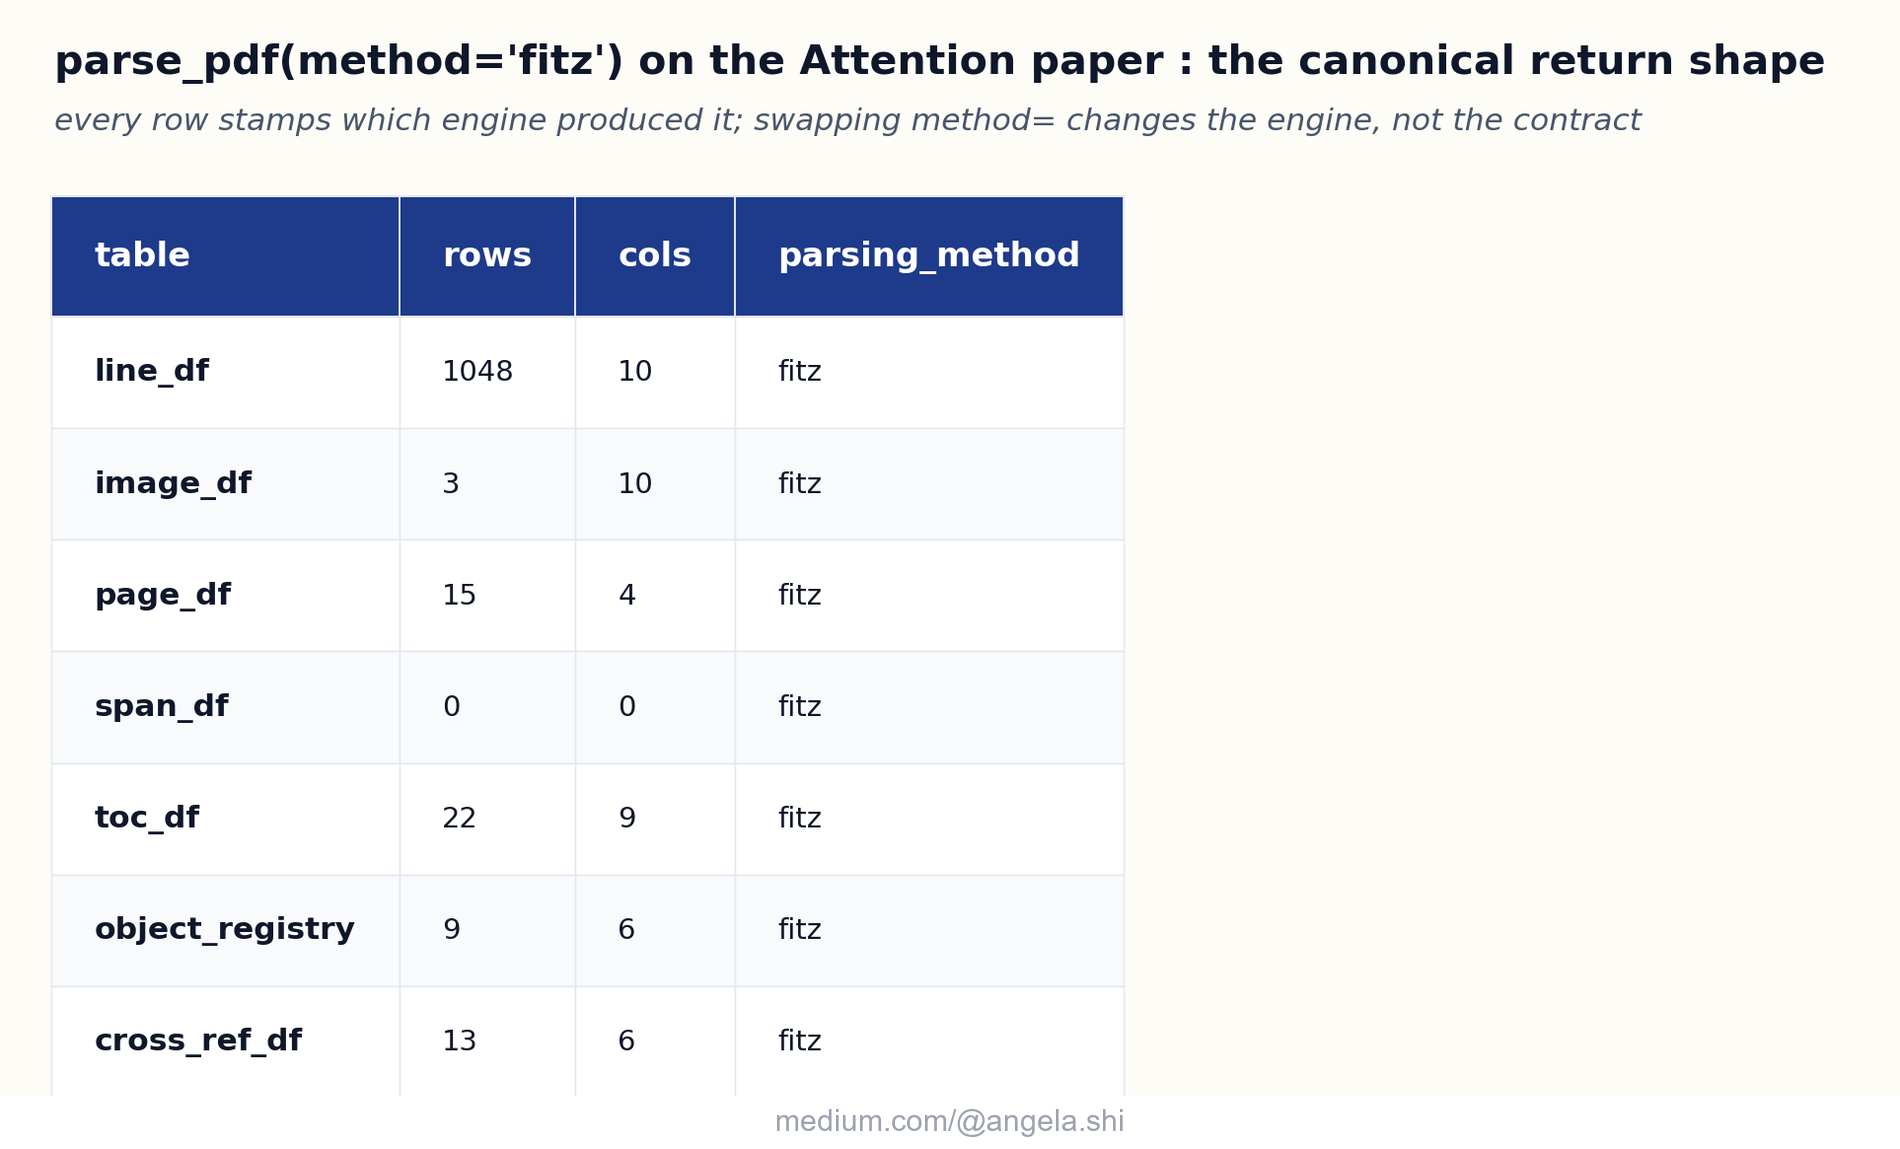 parse_pdf(method='fitz') on the Attention paper : the canonical return shape
every row stamps which engine produced it; swapping method= changes the engine, not the contract
table rows cols parsing_method
line_df 1048 10 fitz
image_df 3 10 fitz
page_df 15 4 fitz
span_df 0 0 fitz
toc_df 22 9 fitz
object_registry 9 6 fitz
cross_ref_df 13 6 fitz
medium.com/@angela.shi